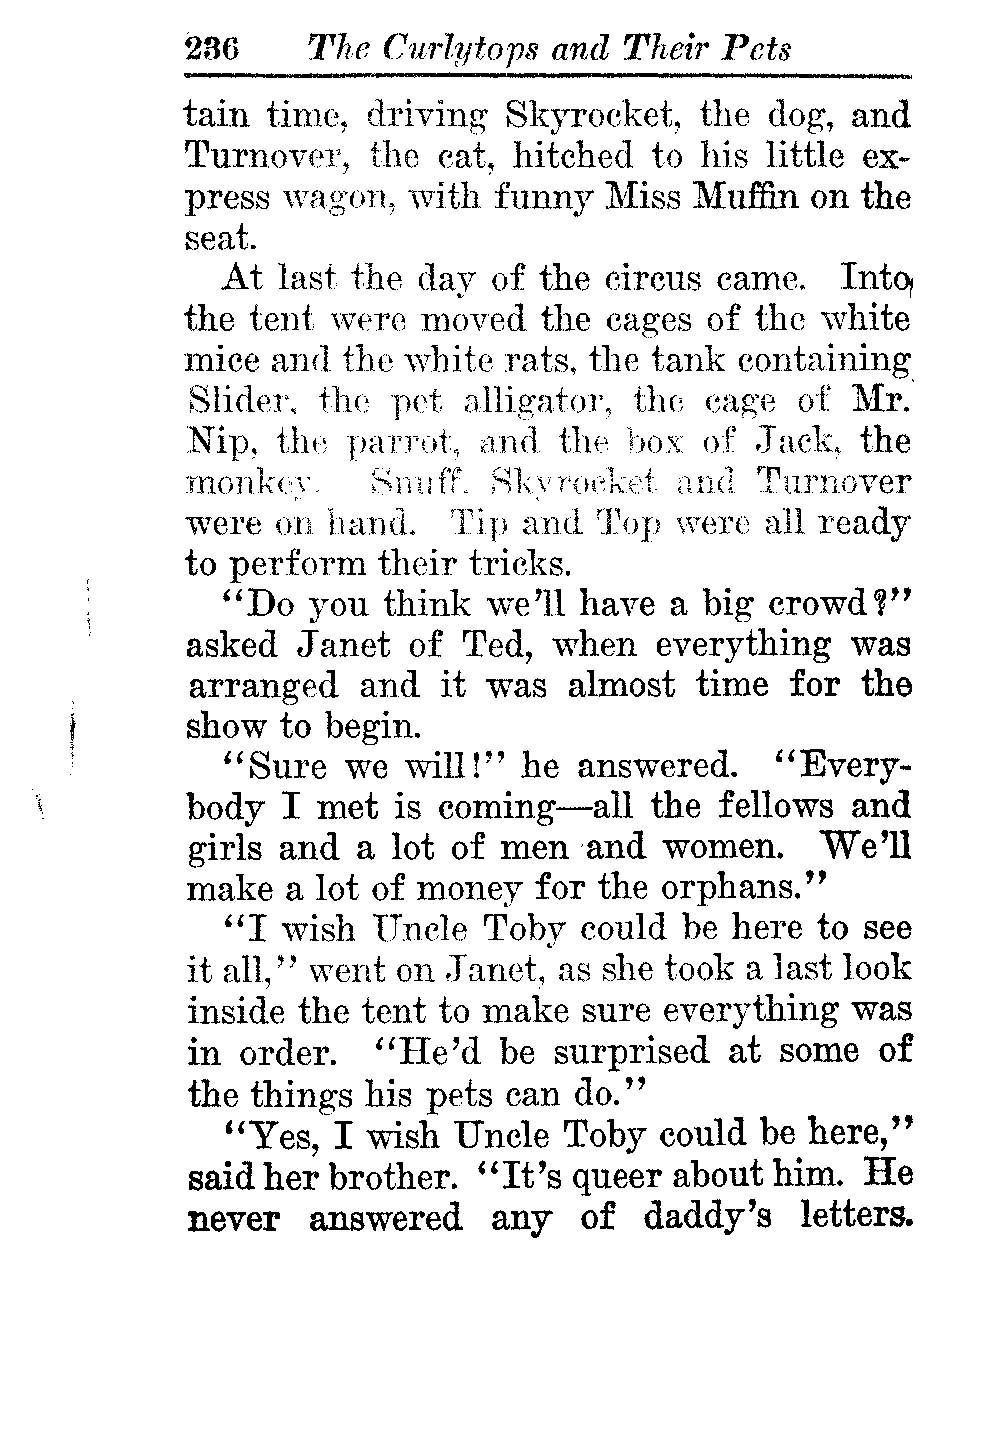 236 The Curlytops and Their Pets
tain time, driving Skyrocket, the dog, and
Turnover, the cat, hitched to his little ex-
press wagon, with funny Miss Muffin on the
seat.
At last the day of the circus came. Into
the tent were moved the cages of the white
mice and the white rats, the tank containing
Slider, the pet alligator, the cage of Mr.
Nip, the parrot, and the box of Jack, the
monkey. Snuff, Skyrocket and Turnover
were on hand. Tip and Top were all ready
to perform their tricks.
“Do you think we’ll have a big crowd?”
asked Janet of Ted, when everything was
arranged and it was almost time for the
show to begin.
“Sure we will!” he answered. “Every-
body I met is coming—all the fellows and
girls and a lot of men and women. We’ll
make a lot of money for the orphans.”
“I wish Uncle Toby could be here to see
it all,” went on Janet, as she took a last look
inside the tent to make sure everything was
in order. “He’d be surprised at some of
the things his pets can do.”
“Yes, I wish Uncle Toby could be here,”
said her brother. “It’s queer about him. He
never answered any of daddy’s letters.